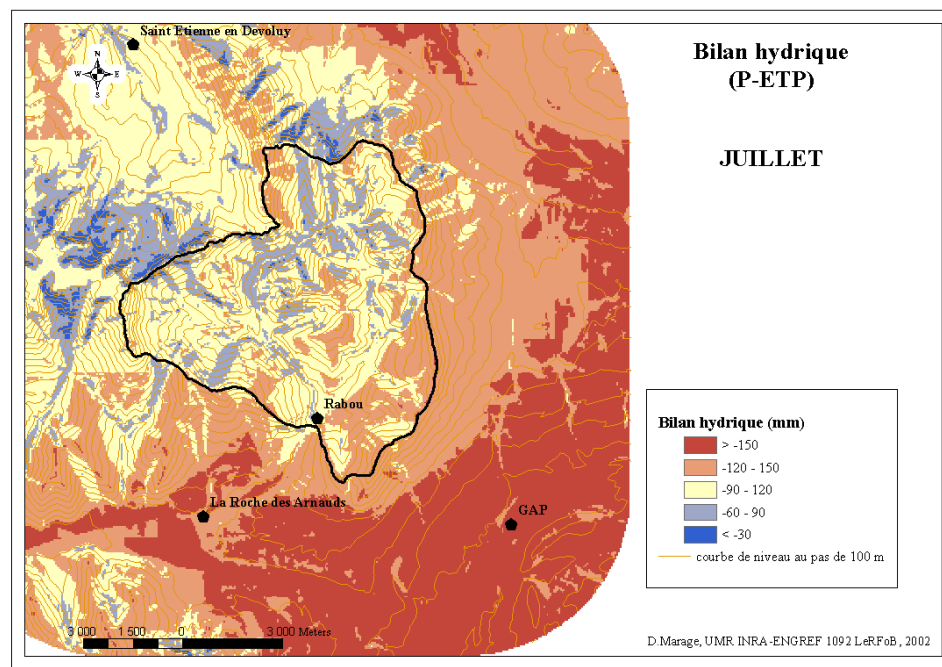 Saint Etienne en Devoluy
N
W E
S
Bilan hydrique
(P-ETP)
JUILLET
Rabou
La Roche des Arnauds
GAP
Bilan hydrique (mm)
> -150
-120 - 150
-90 - 120
-60 - 90
< -30
courbe de niveau au pas de 100 m
3 000 1 500 0 3 000 Meters
D.Marage, UMR INRA-ENGREF 1092 LeRFoB, 2002